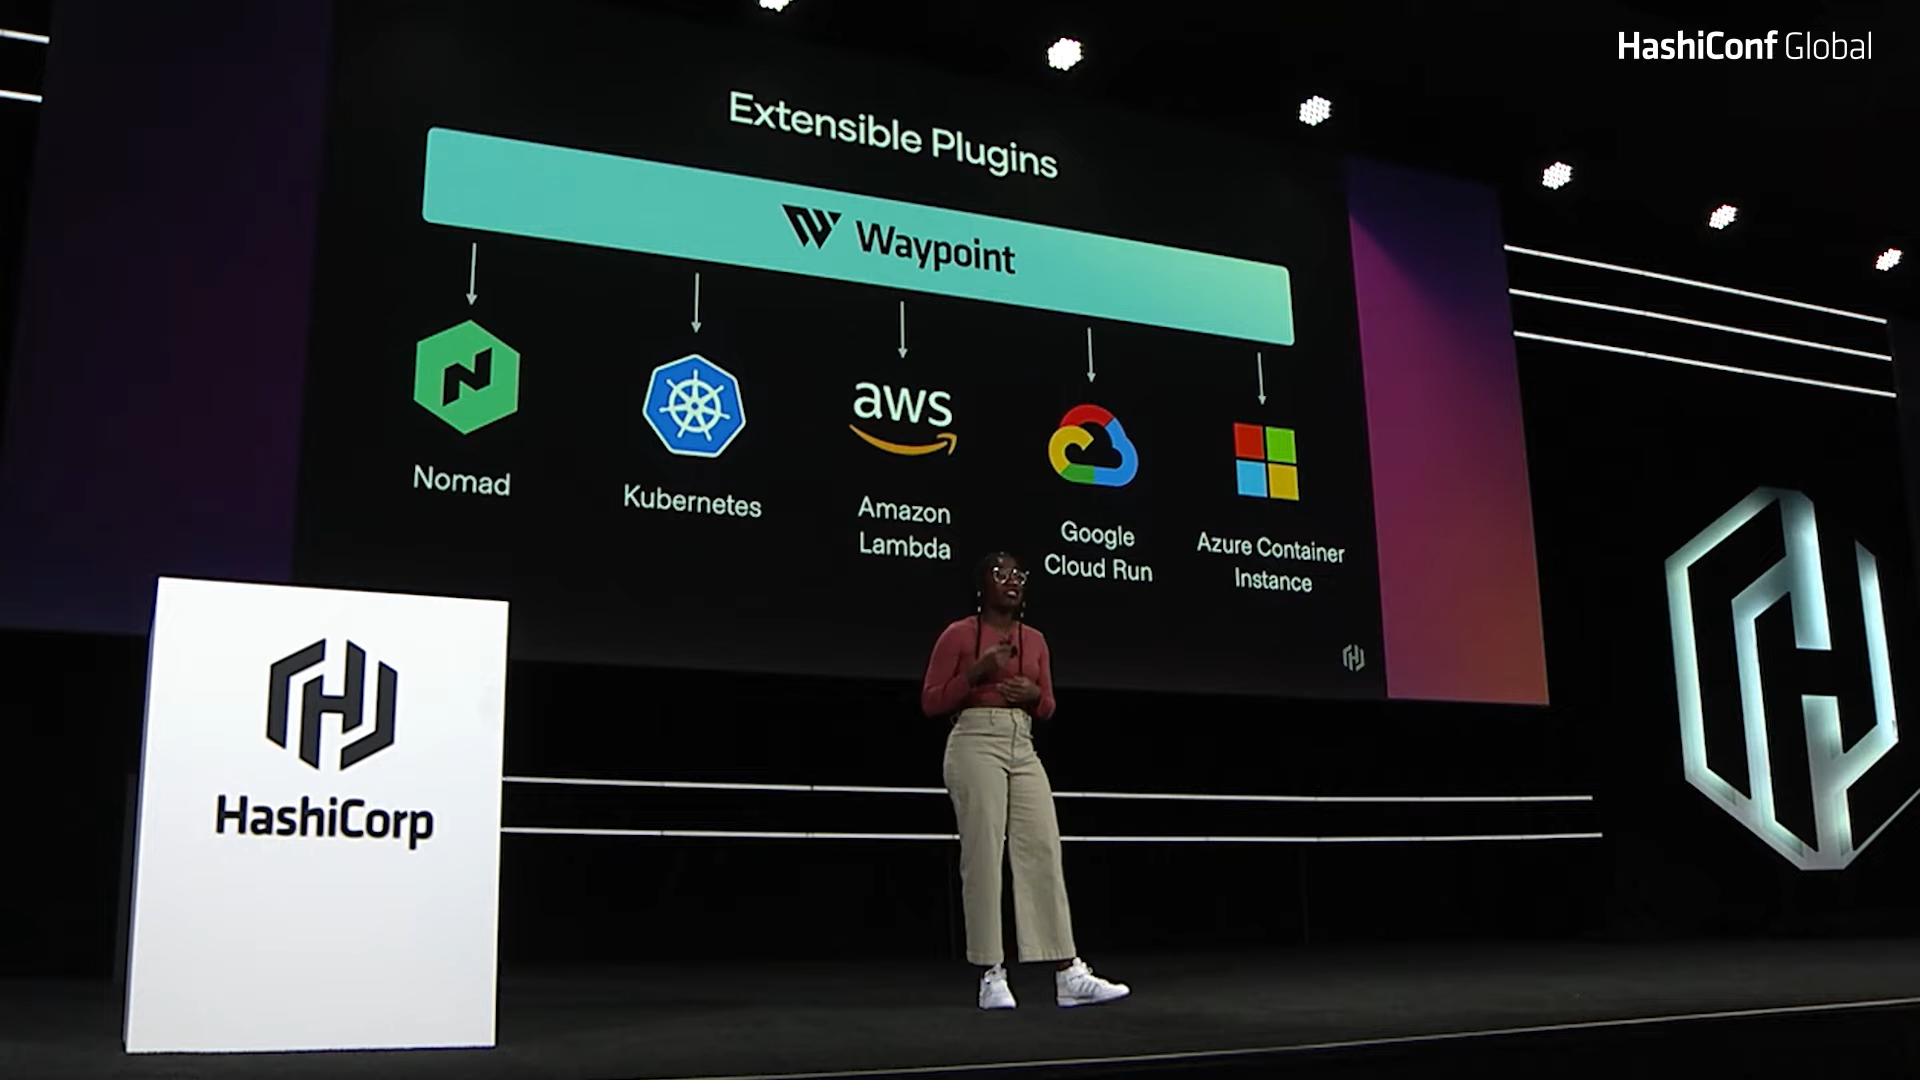 HashiConf Global
Extensible Plugins
Waypoint
aws
Nomad
Kubernetes
Amazon
Lambda
Google
Cloud Run
Azure Container
Instance
HashiCorp